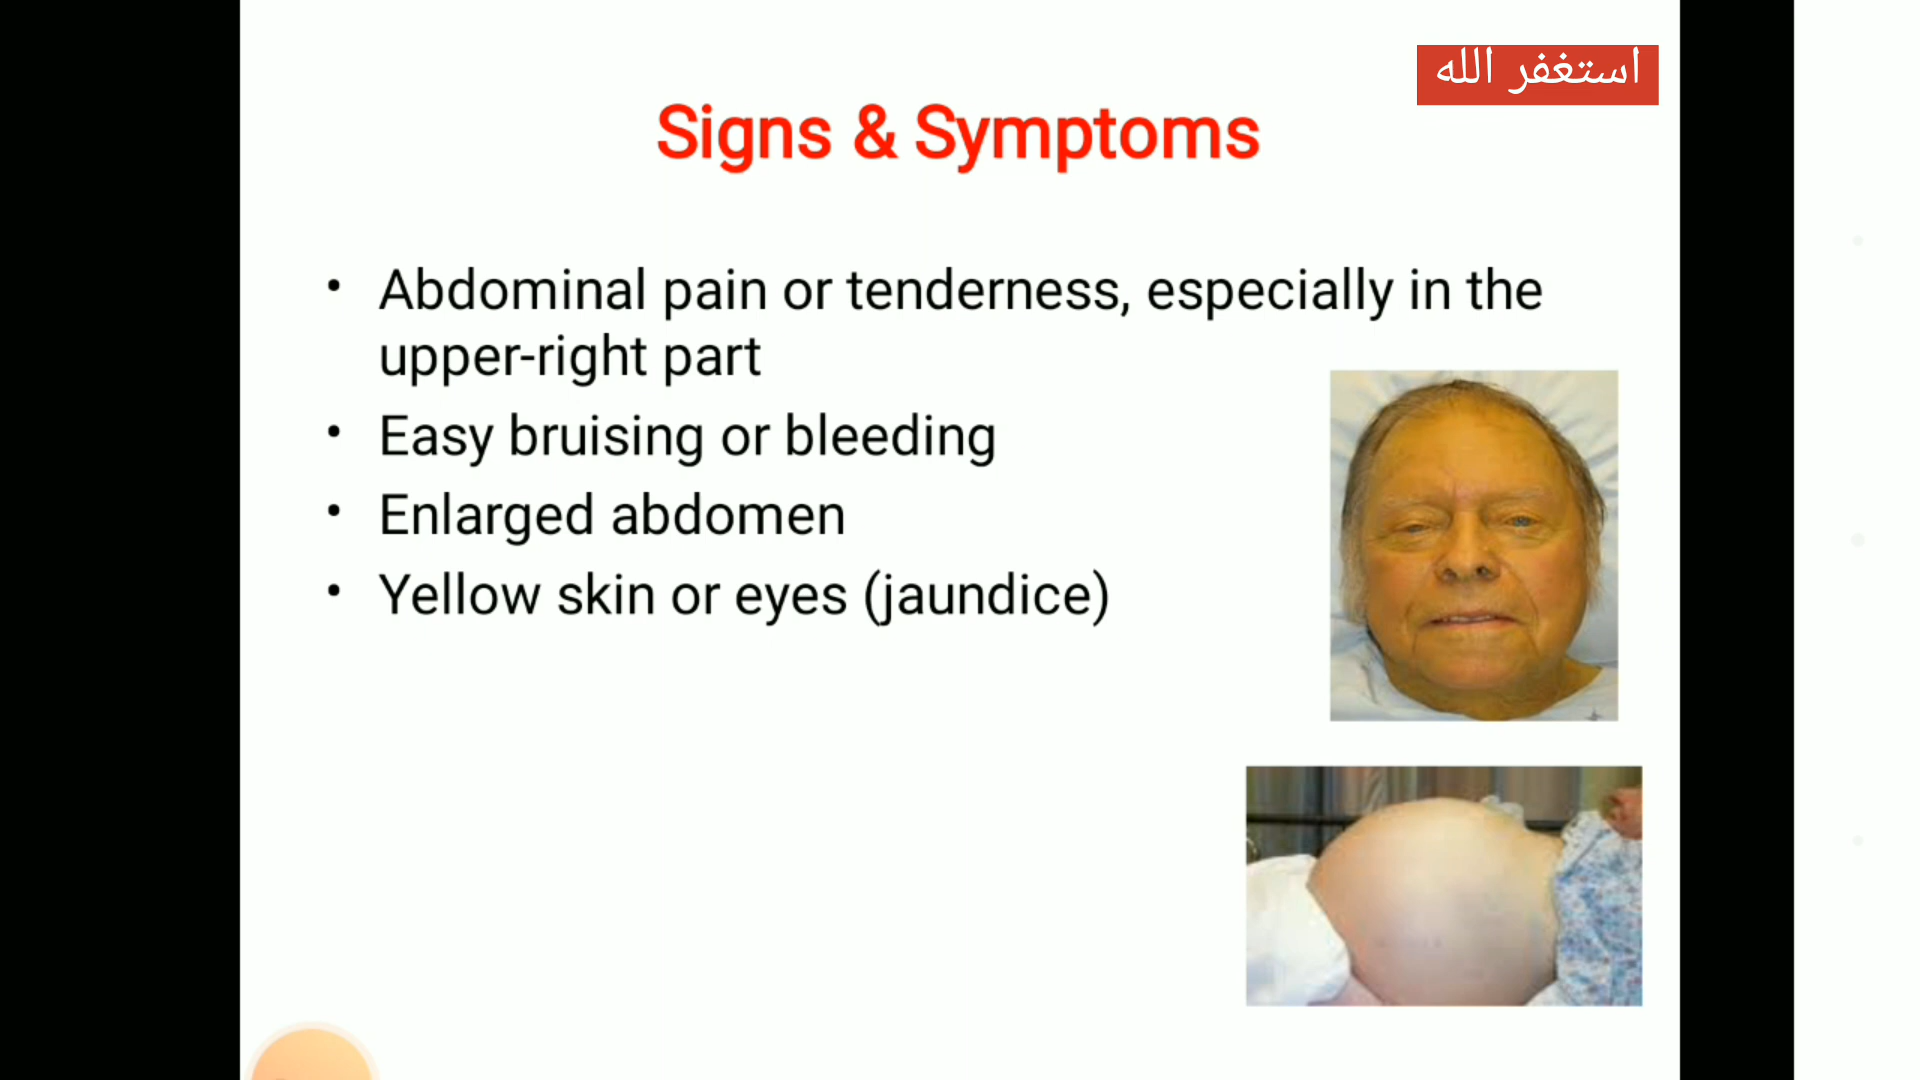 استغفر الله
Signs & Symptoms
• Abdominal pain or tenderness, especially in the
upper-right part
• Easy bruising or bleeding
• Enlarged abdomen
• Yellow skin or eyes (jaundice)